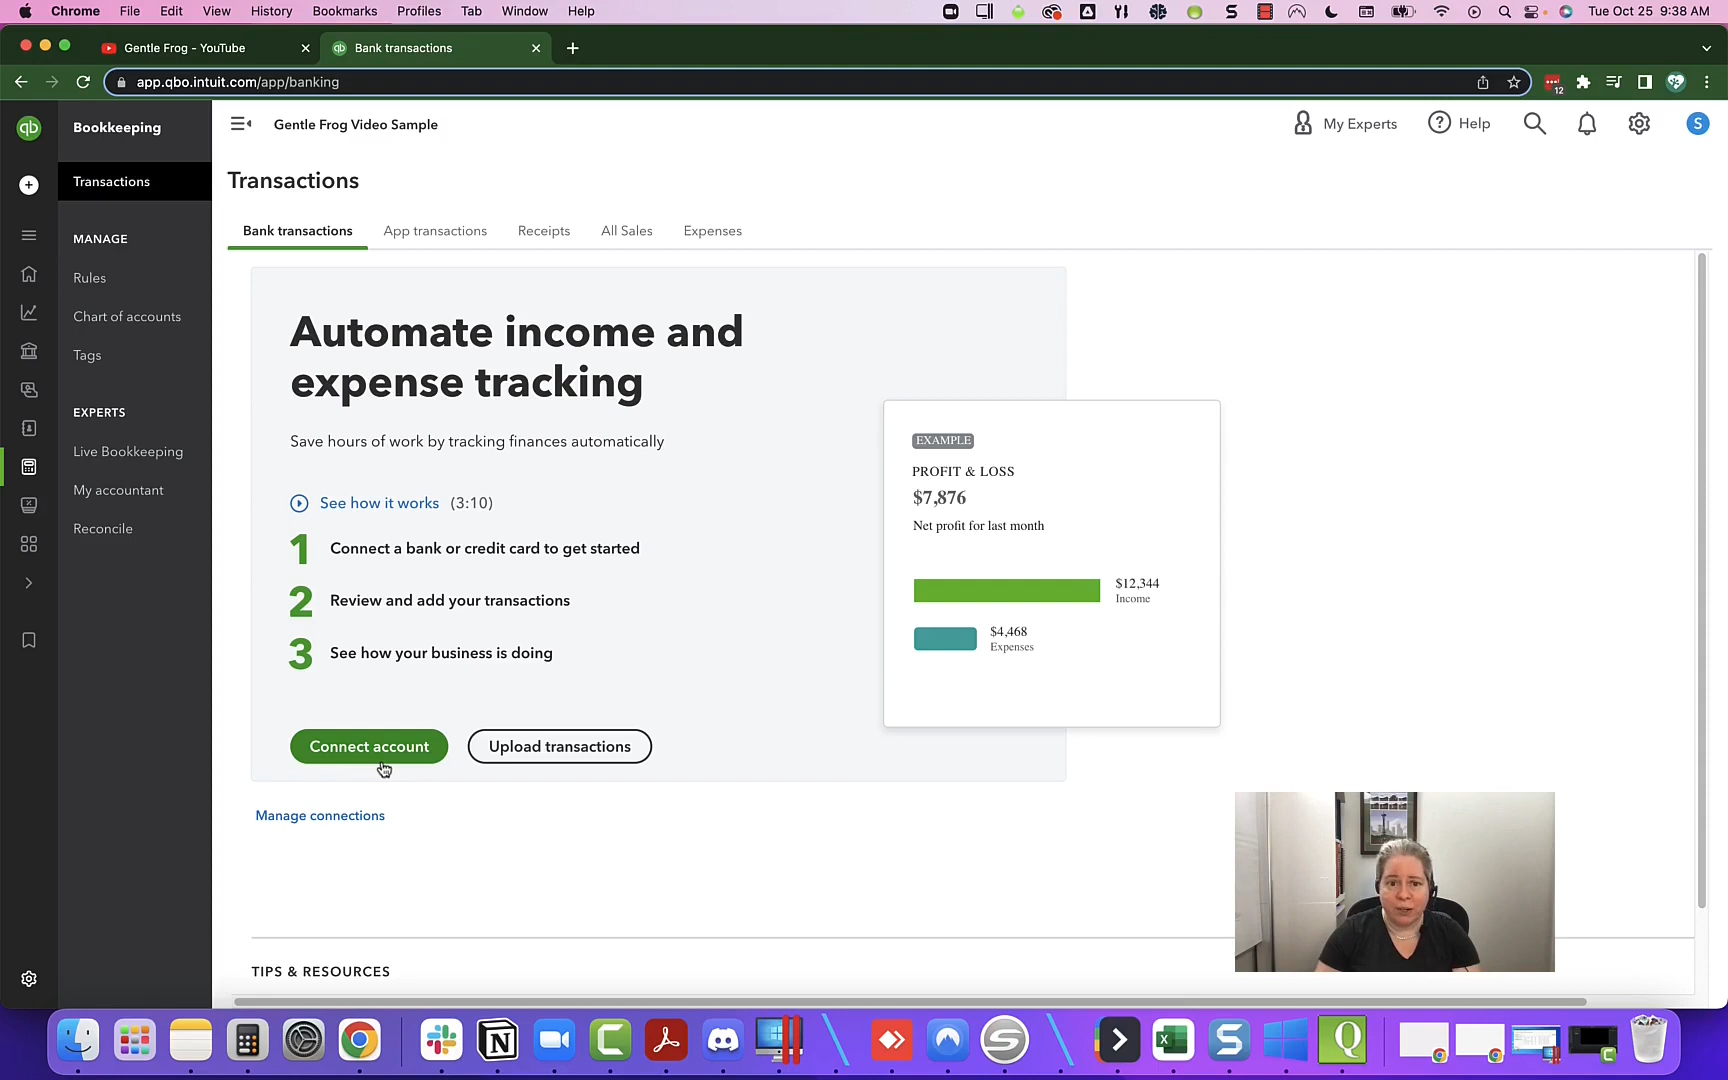 Chrome File Edit View History Bookmarks Profiles Tab Window Help
Tue Oct 25 9:38 AM
Gentle Frog - YouTube
Bank transactions
app.qbo.intuit.com/app/banking
12
qb
Bookkeeping
Gentle Frog Video Sample
My Experts
Help
S
Transactions
Transactions
MANAGE
Bank transactions
App transactions
Receipts
All Sales
Expenses
Rules
Chart of accounts
Tags
EXPERTS
Live Bookkeeping
My accountant
Reconcile
Automate income and
expense tracking
Save hours of work by tracking finances automatically
See how it works (3:10)
1 Connect a bank or credit card to get started
2 Review and add your transactions
3 See how your business is doing
EXAMPLE
PROFIT & LOSS
$7,876
Net profit for last month
$12,344
Income
$4,468
Expenses
Connect account
Upload transactions
Manage connections
TIPS & RESOURCES